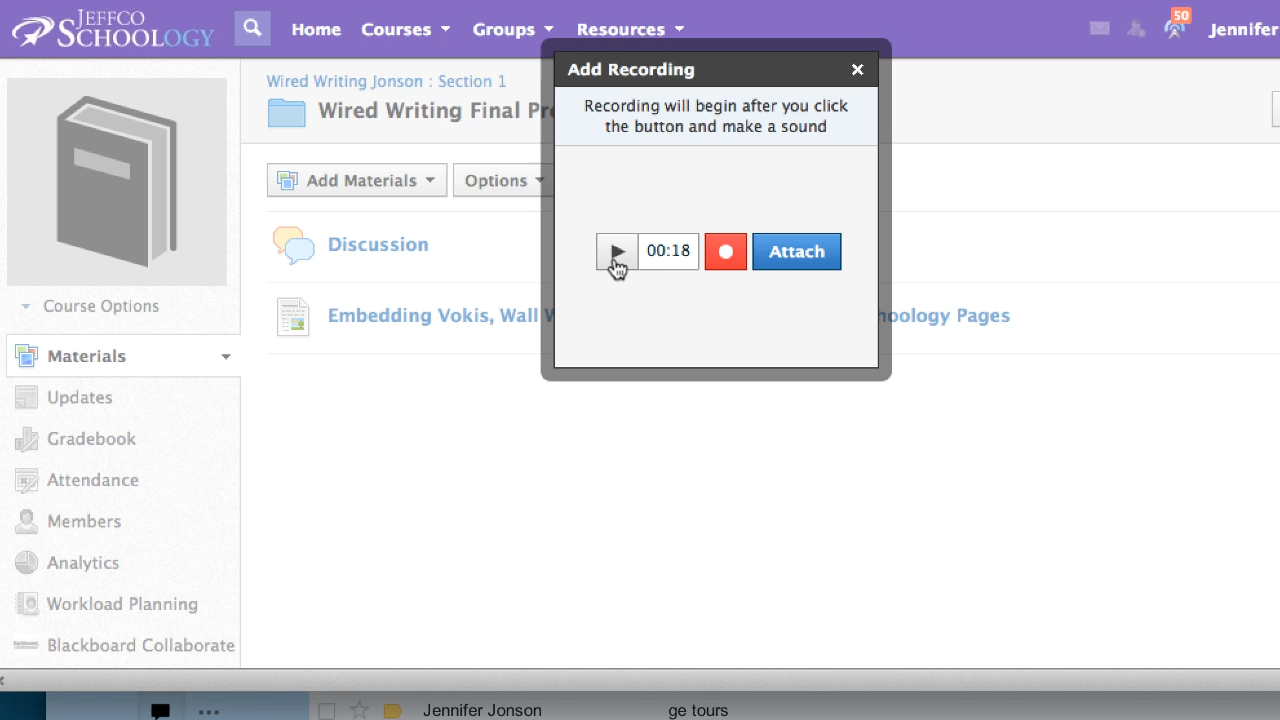 JEFFCO
SCHOOLOGY
Home
Courses
Groups
Resources
50
Jennifer
Wired Writing Jonson : Section 1
Wired Writing Final Pr
Add Materials
Options
Discussion
Embedding Vokis, Wall W
hoology Pages
Add Recording
Recording will begin after you click
the button and make a sound
00:18
Attach
Course Options
Materials
Updates
Gradebook
Attendance
Members
Analytics
Workload Planning
Blackboard Collaborate
Jennifer Jonson
ge tours